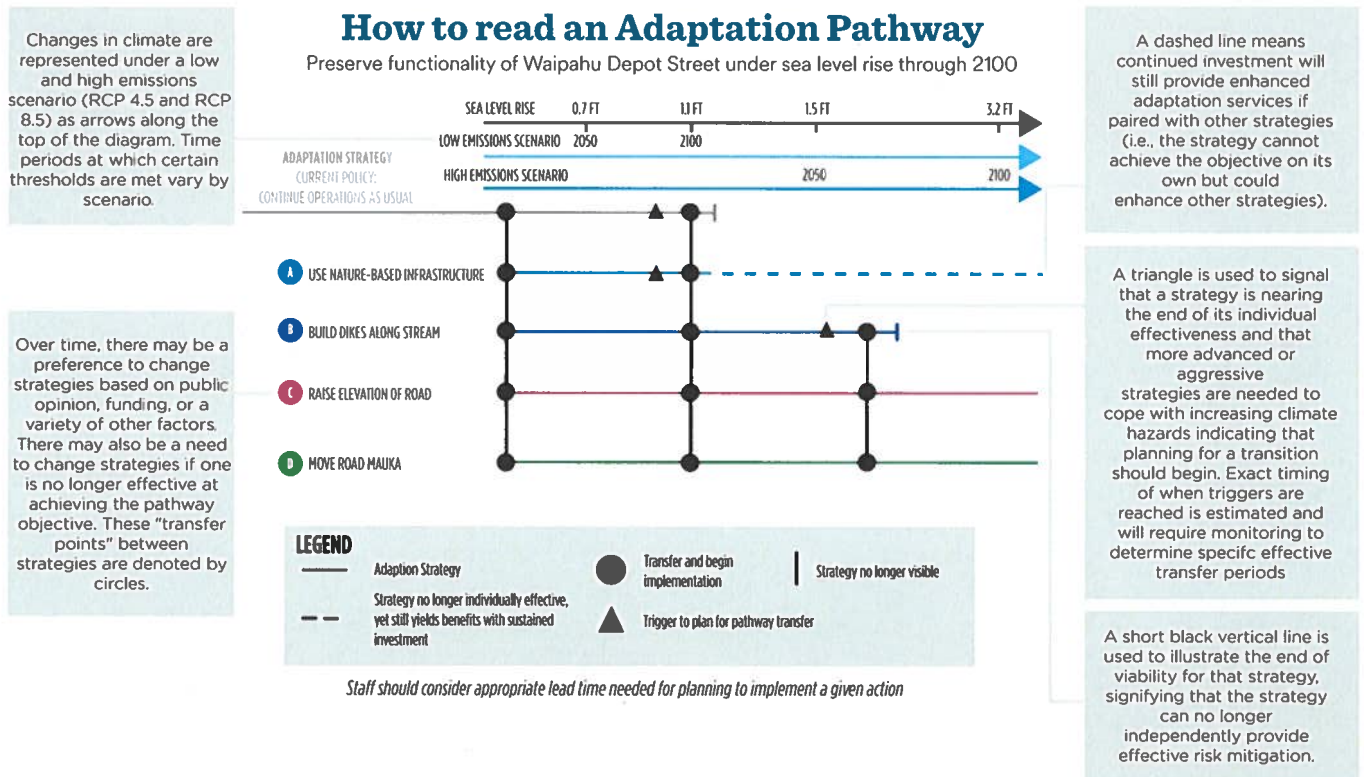 How to read an Adaptation Pathway
Preserve functionality of Waipahu Depot Street under sea level rise through 2100
Changes in climate are
represented under a low
and high emissions
scenario (RCP 4.5 and RCP
8.5) as arrows along the
top of the diagram. Time
periods at which certain
thresholds are met vary by
scenario.
Over time, there may be a
preference to change
strategies based on public
opinion, funding, or a
variety of other factors.
There may also be a need
to change strategies if one
is no longer effective at
achieving the pathway
objective. These "transfer
points" between
strategies are denoted by
circles.
SEA LEVEL RISE 0.7 FT 1.1 FT 1.5 FT 3.2 FT
LOW EMISSIONS SCENARIO 2050 2100
HIGH EMISSIONS SCENARIO 2050 2100
ADAPTATION STRATEGY
CURRENT POLICY:
CONTINUE OPERATIONS AS USUAL
A USE NATURE-BASED INFRASTRUCTURE
B BUILD DIKES ALONG STREAM
C RAISE ELEVATION OF ROAD
D MOVE ROAD MAUKA
LEGEND
Adaption Strategy
Strategy no longer individually effective,
yet still yields benefits with sustained
investment
Transfer and begin
implementation
Trigger to plan for pathway transfer
Strategy no longer visible
Staff should consider appropriate lead time needed for planning to implement a given action
A dashed line means
continued investment will
still provide enhanced
adaptation services if
paired with other strategies
(i.e., the strategy cannot
achieve the objective on its
own but could
enhance other strategies).
A triangle is used to signal
that a strategy is nearing
the end of its individual
effectiveness and that
more advanced or
aggressive
strategies are needed to
cope with increasing climate
hazards indicating that
planning for a transition
should begin. Exact timing
of when triggers are
reached is estimated and
will require monitoring to
determine specifc effective
transfer periods
A short black vertical line is
used to illustrate the end of
viability for that strategy,
signifying that the strategy
can no longer
independently provide
effective risk mitigation.